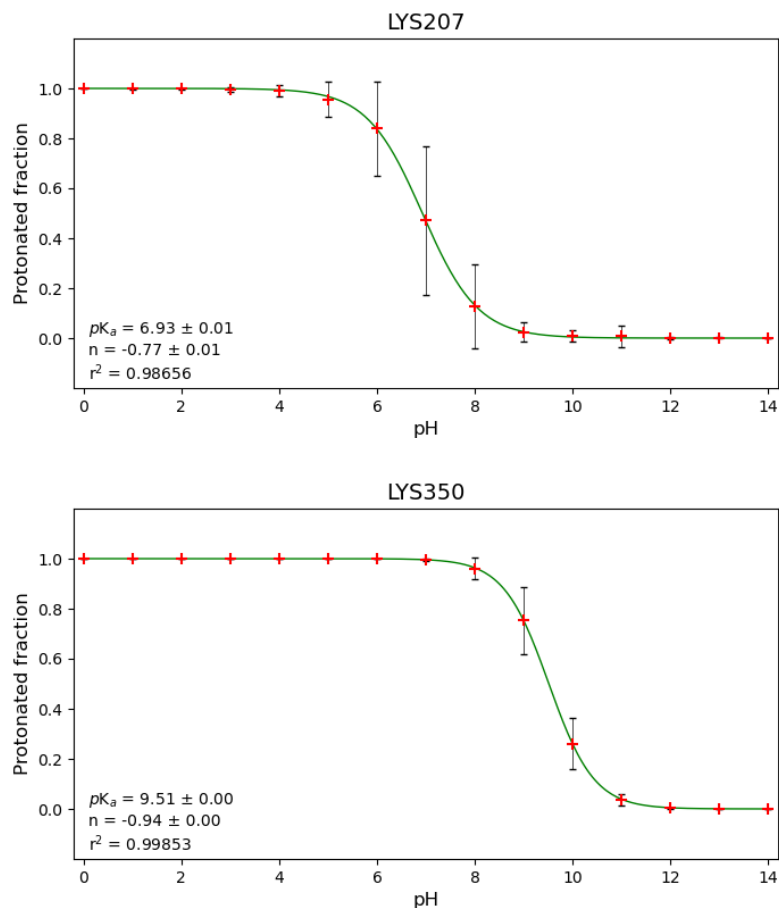 LYS207
Protonated fraction
1.0
0.8
0.6
0.4
0.2
0.0
pKₐ = 6.93 ± 0.01
n = -0.77 ± 0.01
r² = 0.98656
0 2 4 6 8 10 12 14
pH
LYS350
Protonated fraction
1.0
0.8
0.6
0.4
0.2
0.0
pKₐ = 9.51 ± 0.00
n = -0.94 ± 0.00
r² = 0.99853
0 2 4 6 8 10 12 14
pH